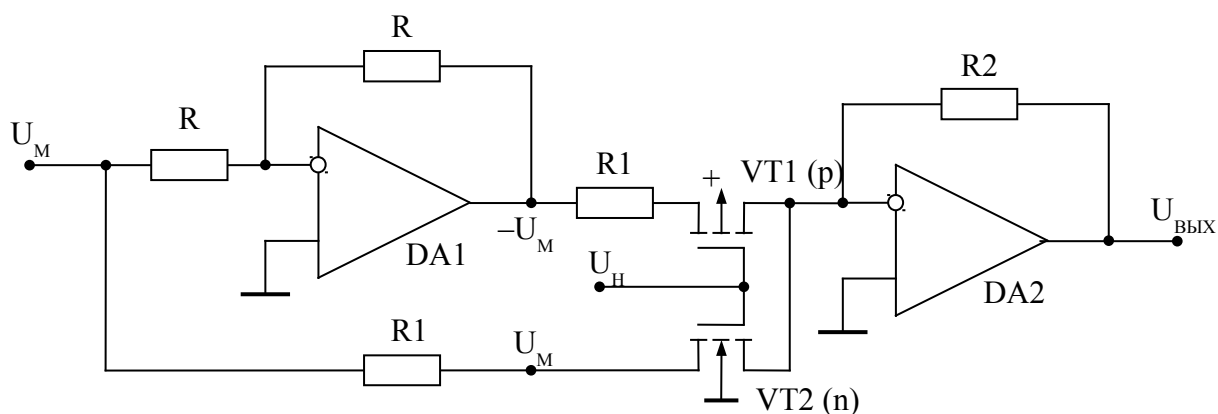 R
R2
R
U_М
R1
+
VT1 (p)
U_ВЫХ
–U_М
DA1
U_Н
DA2
R1
U_М
VT2 (n)